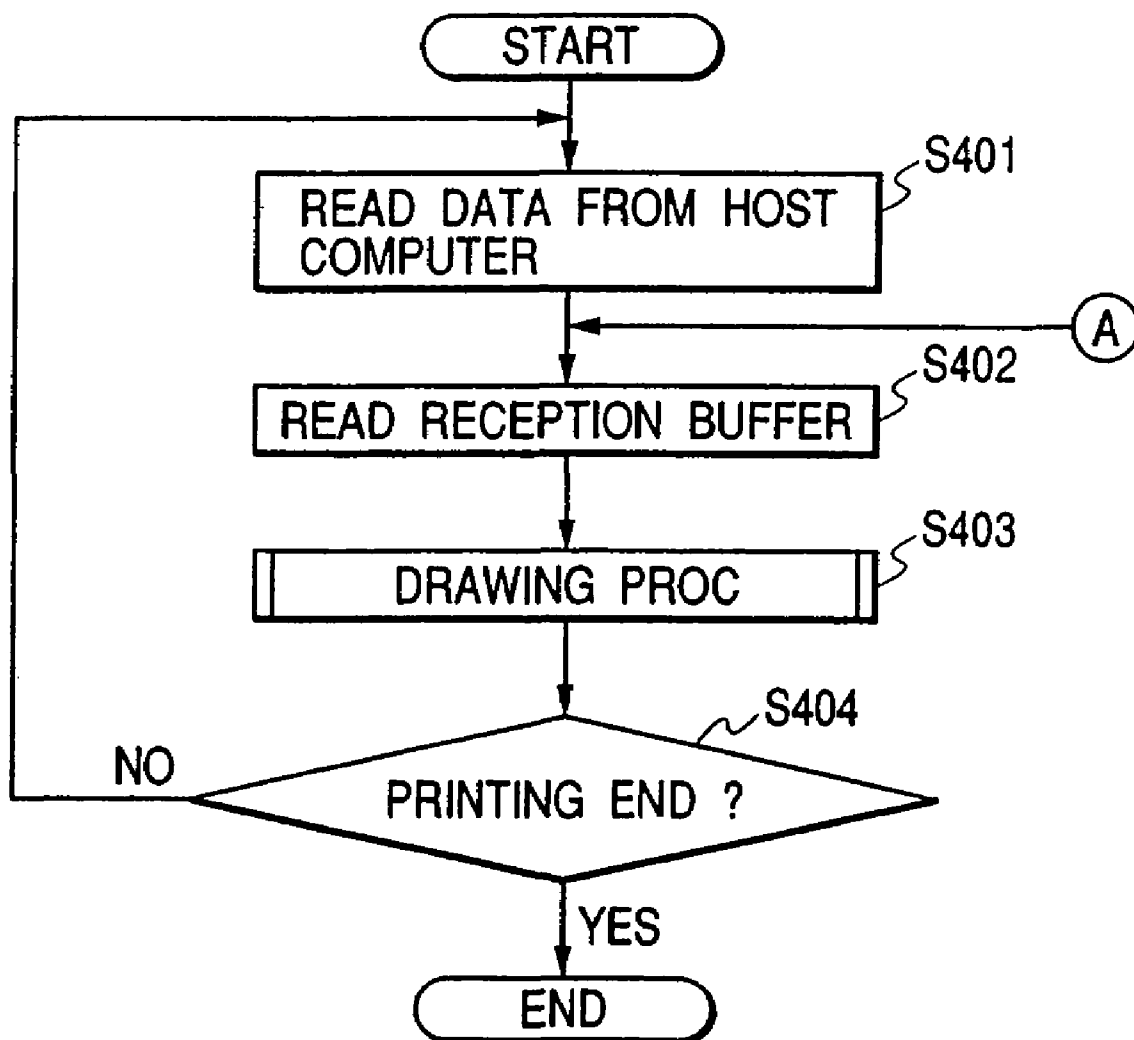 START
S401
READ DATA FROM HOST
COMPUTER
A
S402
READ RECEPTION BUFFER
S403
DRAWING PROC
S404
NO
PRINTING END ?
YES
END